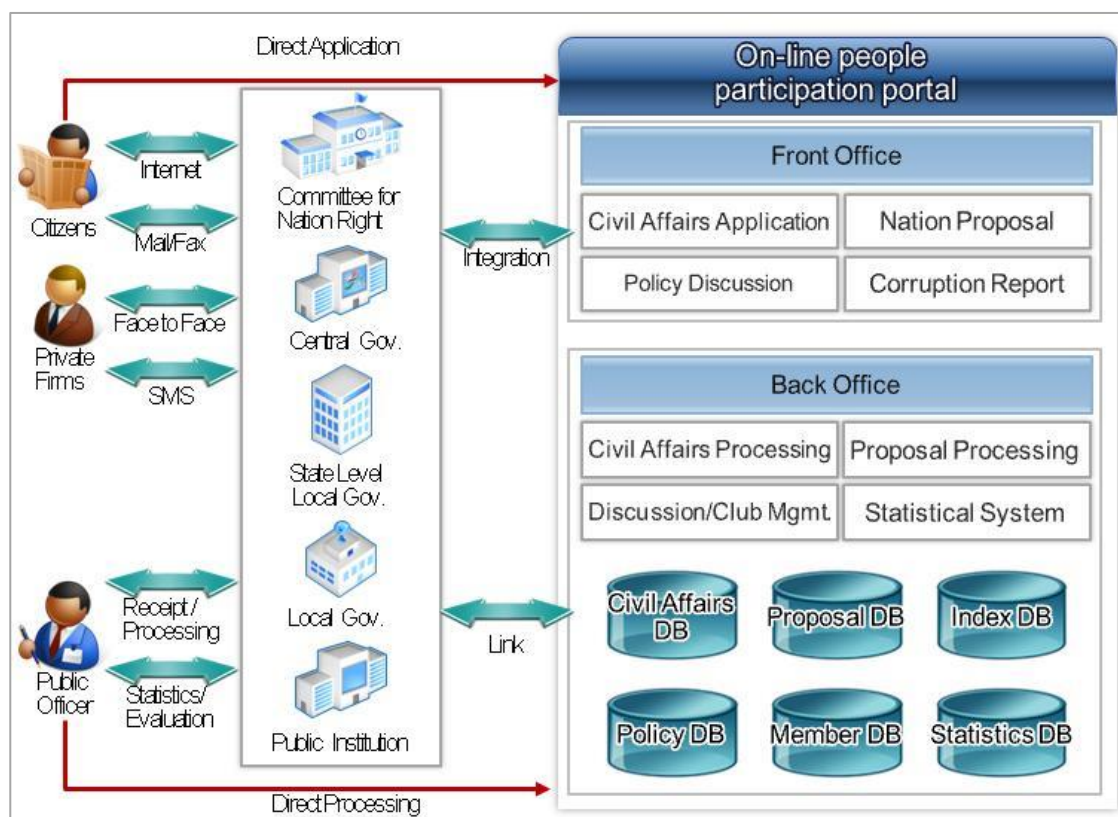 Direct Application
On-line people
participation portal
Citizens
Internet
Mail/Fax
Private
Firms
Face to Face
SMS
Public
Officer
Receipt /
Processing
Statistics/
Evaluation
Direct Processing
Committee for
Nation Right
Central Gov.
State Level
Local Gov.
Local Gov.
Public Institution
Integration
Link
Front Office
Civil Affairs Application
Nation Proposal
Policy Discussion
Corruption Report
Back Office
Civil Affairs Processing
Proposal Processing
Discussion/Club Mgmt.
Statistical System
Civil Affairs
DB
Proposal DB
Index DB
Policy DB
Member DB
Statistics DB